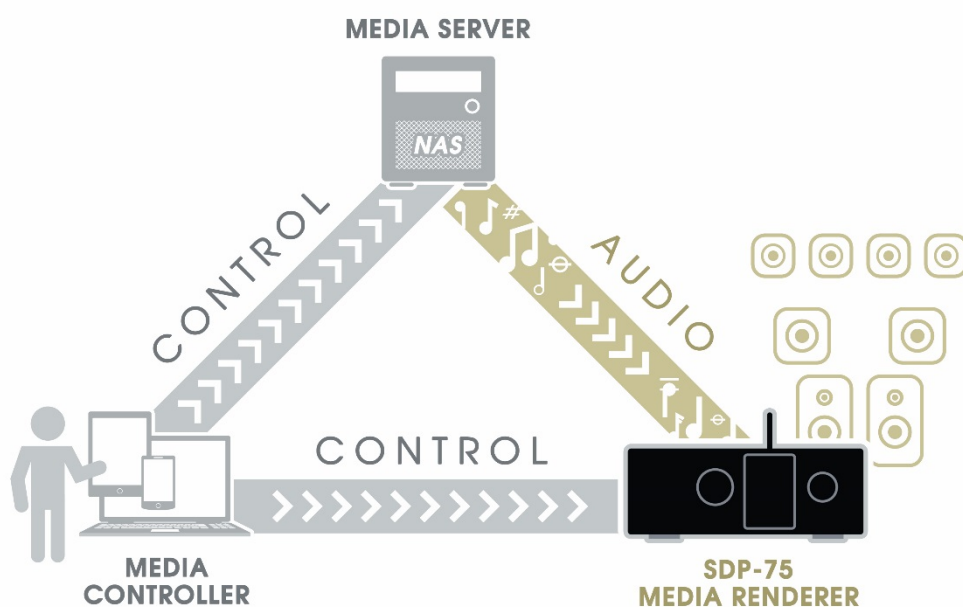 MEDIA SERVER
NAS
CONTROL
AUDIO
CONTROL
MEDIA
CONTROLLER
SDP-75
MEDIA RENDERER